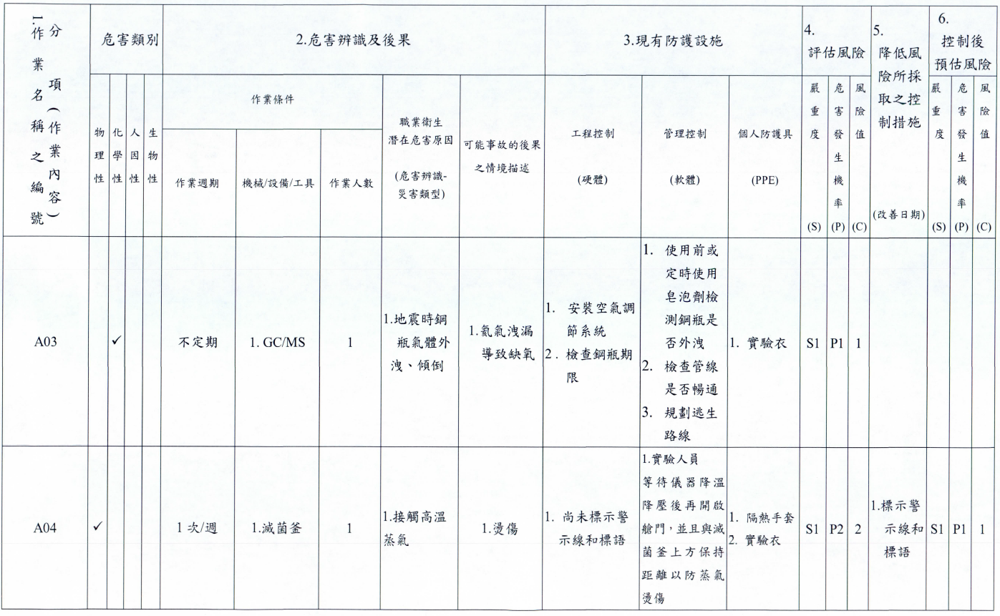 1.作業名稱之編號
分項(作業內容)
危害類別
2.危害辨識及後果
3.現有防護設施
4.
評估風險
5.
降低風
險所採
取之控
制措施
(改善日期)
6.
控制後
預估風險
物理性
化學性
人因性
生物性
作業條件
作業週期
機械/設備/工具
作業人數
職業衛生
潛在危害原因
(危害辨識-
災害類型)
可能事故的後果
之情境描述
工程控制
(硬體)
管理控制
(軟體)
個人防護具
(PPE)
嚴重度
(S)
危害發生機率
(P)
風險值
(C)
嚴重度
(S)
危害發生機率
(P)
風險值
(C)
A03
✓
不定期
1. GC/MS
1
1.地震時鋼
瓶氣體外
洩、傾倒
1.氦氣洩漏
導致缺氧
1. 安裝空氣調
節系統
2. 檢查鋼瓶期
限
1. 使用前或
定時使用
皂泡劑檢
測鋼瓶是
否外洩
2. 檢查管線
是否暢通
3. 規劃逃生
路線
1. 實驗衣
S1
P1
1
A04
✓
1 次/週
1.滅菌釜
1
1.接觸高溫
蒸氣
1.燙傷
1. 尚未標示警
示線和標語
1.實驗人員
等待儀器降溫
降壓後再開啟
艙門,並且與滅
菌釜上方保持
距離以防蒸氣
燙傷
1. 隔熱手套
2. 實驗衣
S1
P2
2
1.標示警
示線和
標語
S1
P1
1